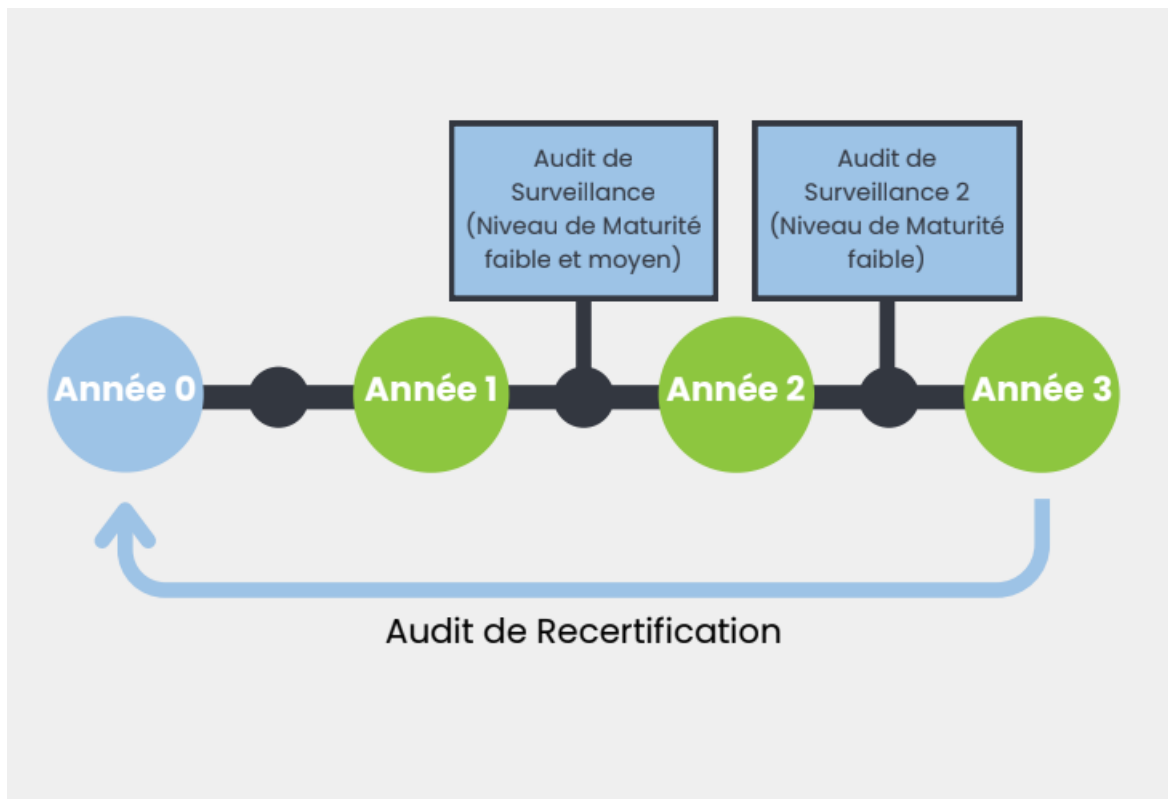 Audit de
Surveillance
(Niveau de Maturité
faible et moyen)
Audit de
Surveillance 2
(Niveau de Maturité
faible)
Année 0
Année 1
Année 2
Année 3
Audit de Recertification